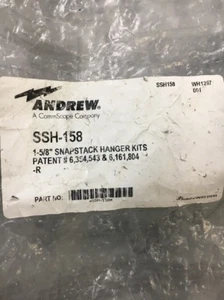 SSH158 WH1387
ANDREW.
A CommScope Company
SSH-158
1-5/8" SNAPSTACK HANGER KITS
PATENT # 6,354,543 & 6,161,804
-R
PART NO: